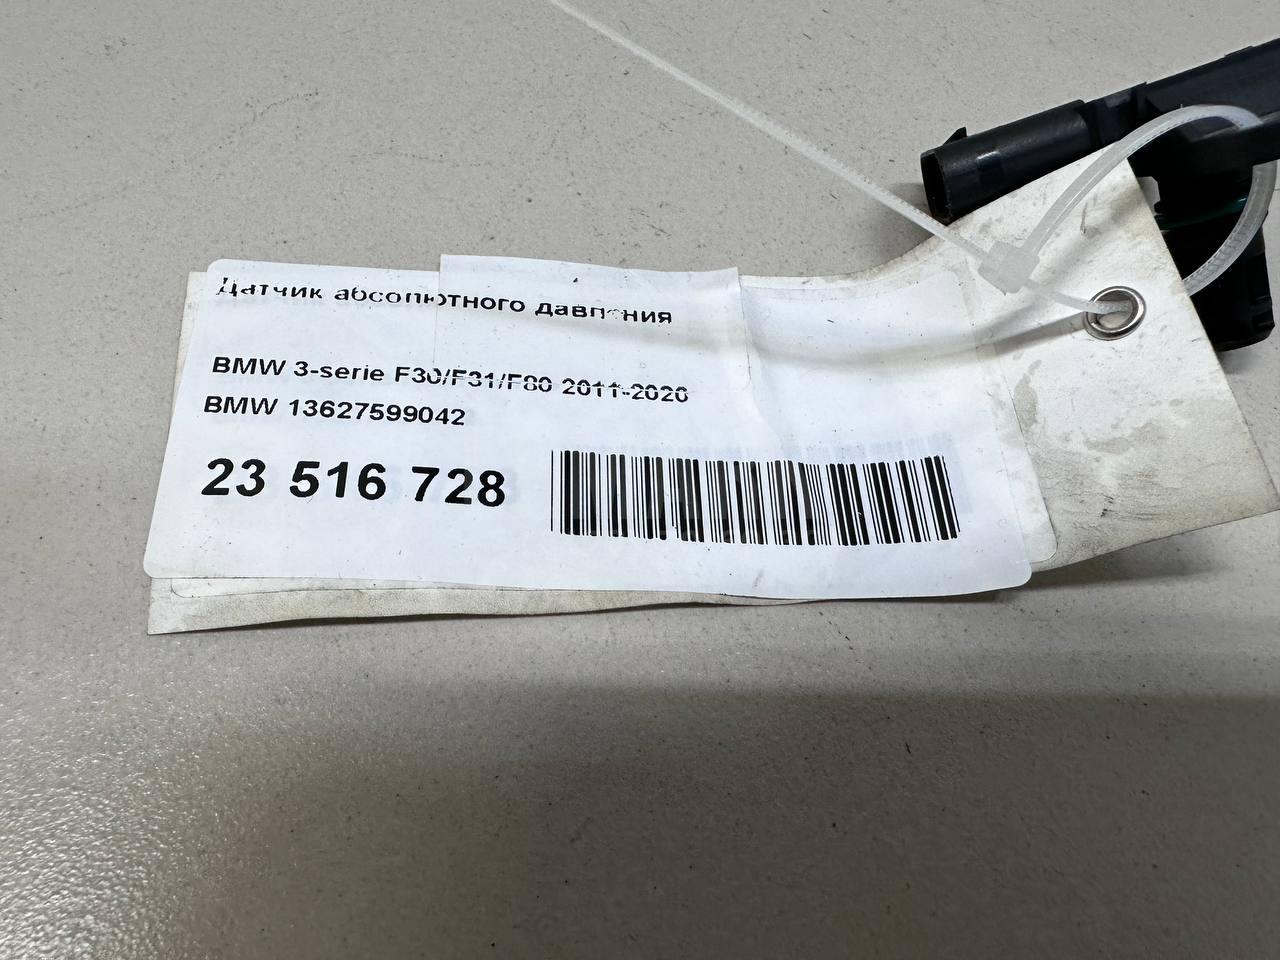 Датчик абсолютного давления
BMW 3-serie F30/F31/F80 2011-2020
BMW 13627599042
23 516 728